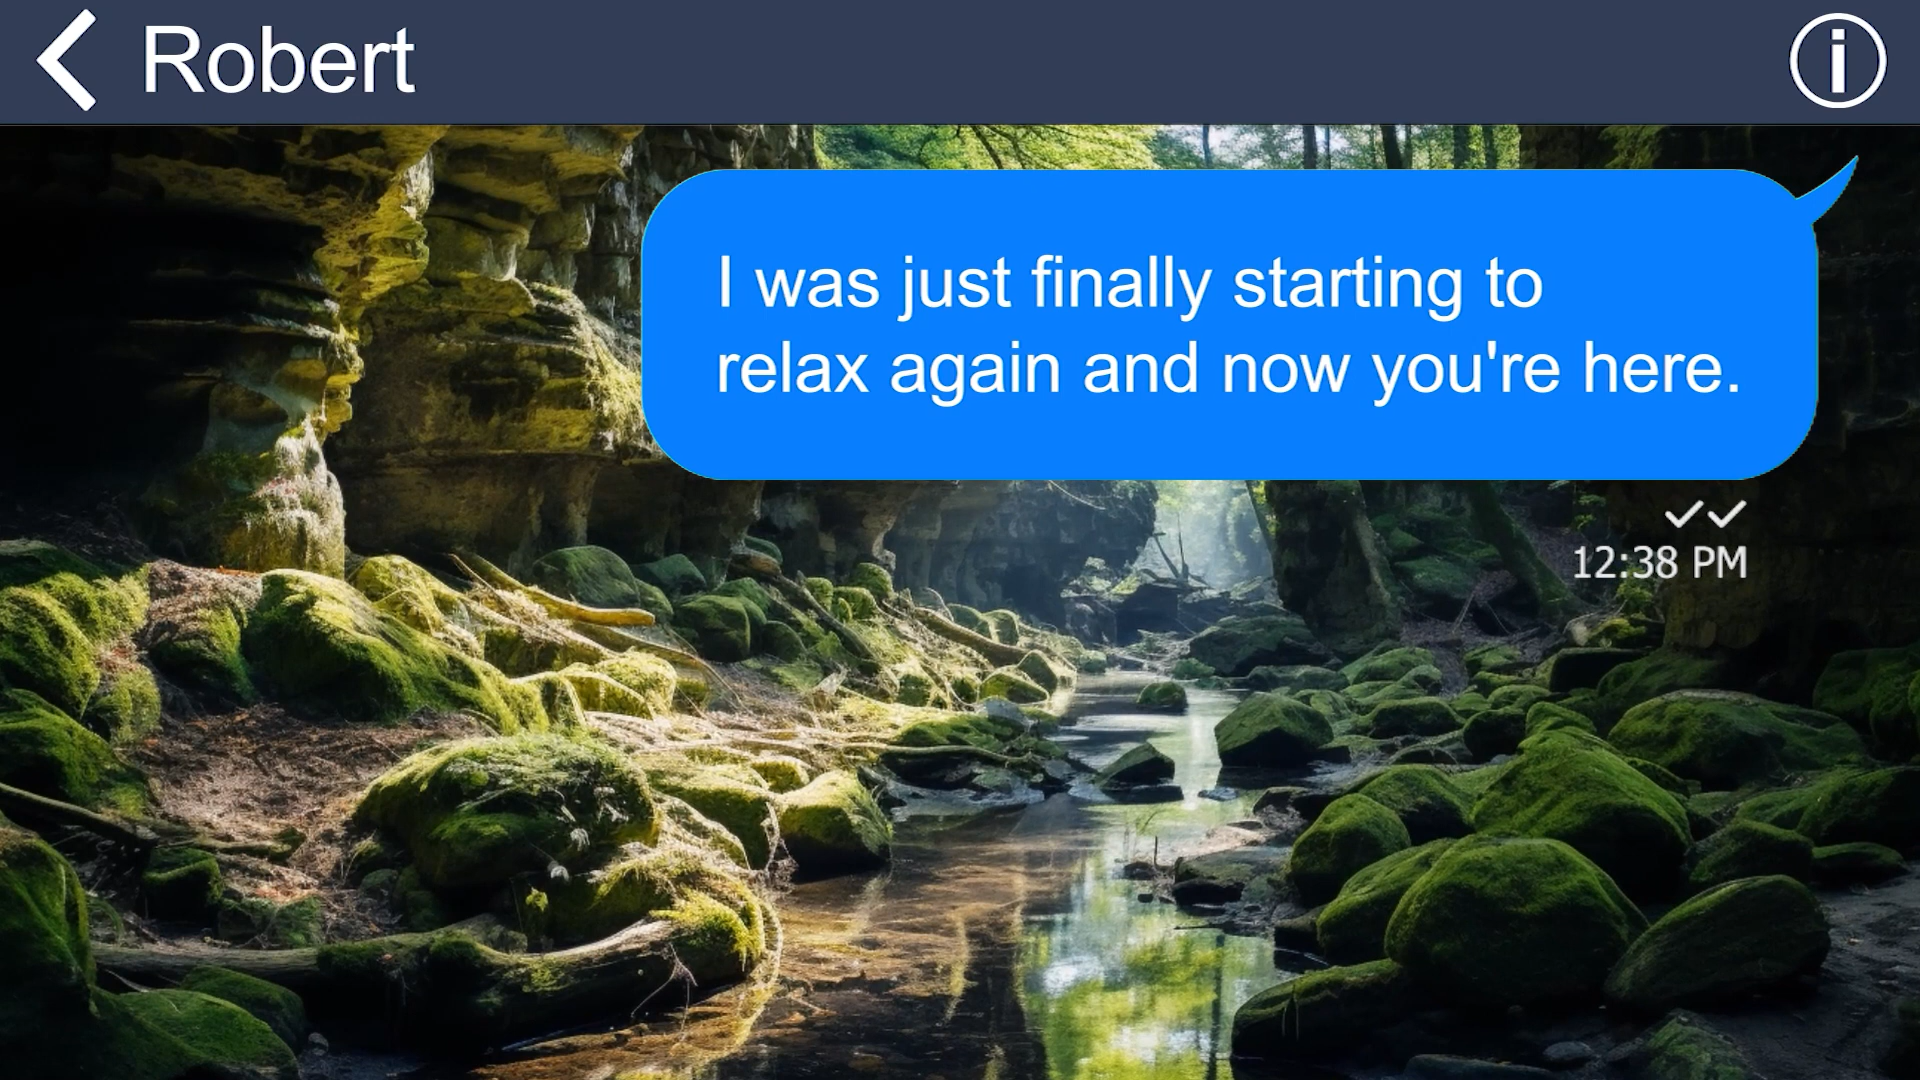 Robert
I was just finally starting to
relax again and now you're here.
12:38 PM